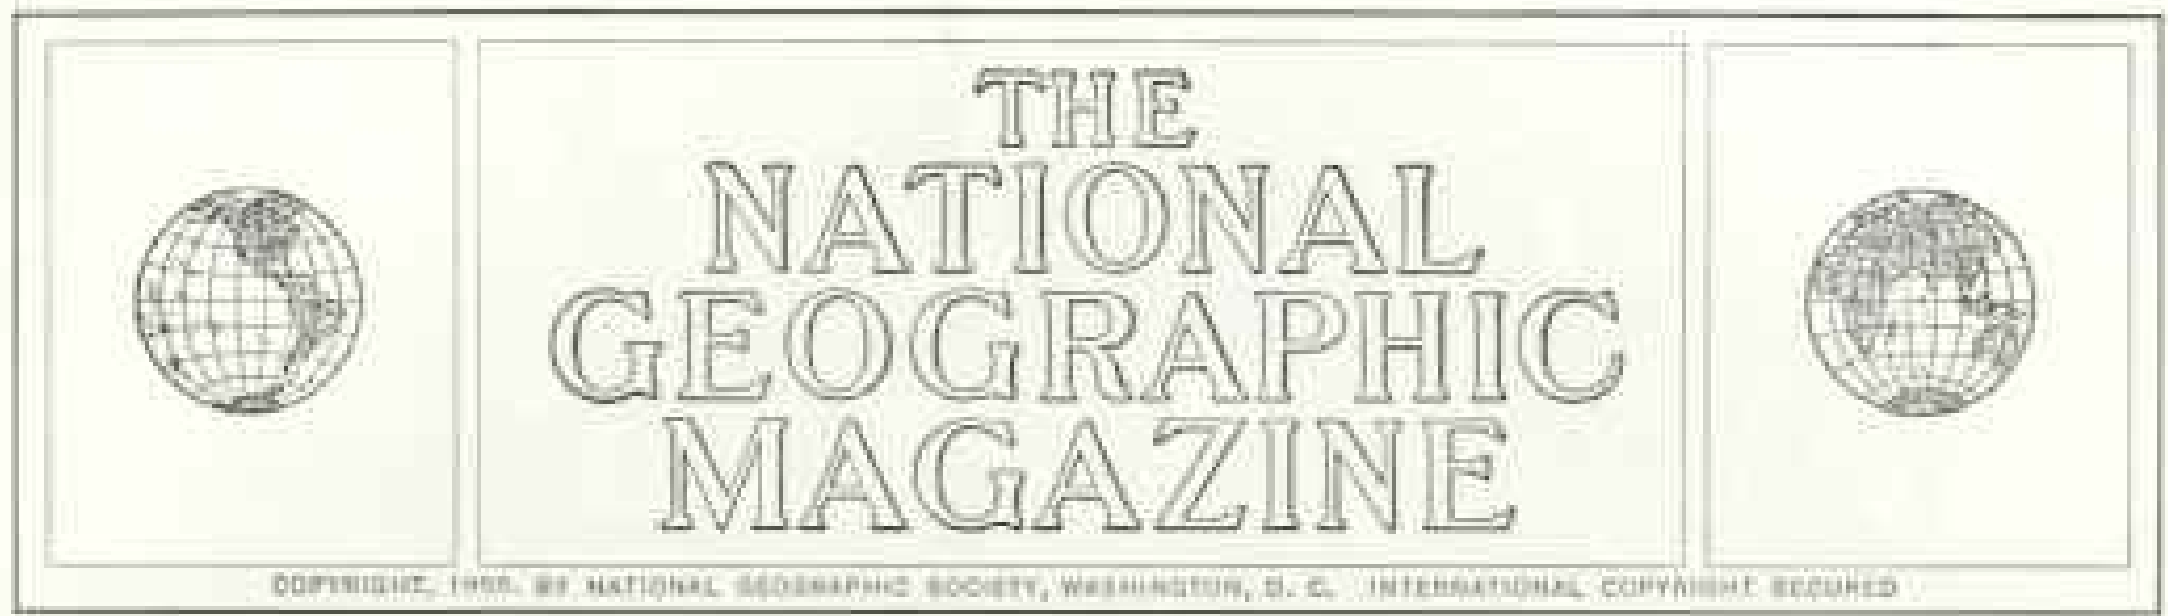 THE
NATIONAL
GEOGRAPHIC
MAGAZINE
COPYRIGHT, BY NATIONAL GEOGRAPHIC SOCIETY, WASHINGTON, D. C. INTERNATIONAL COPYRIGHT SECURED